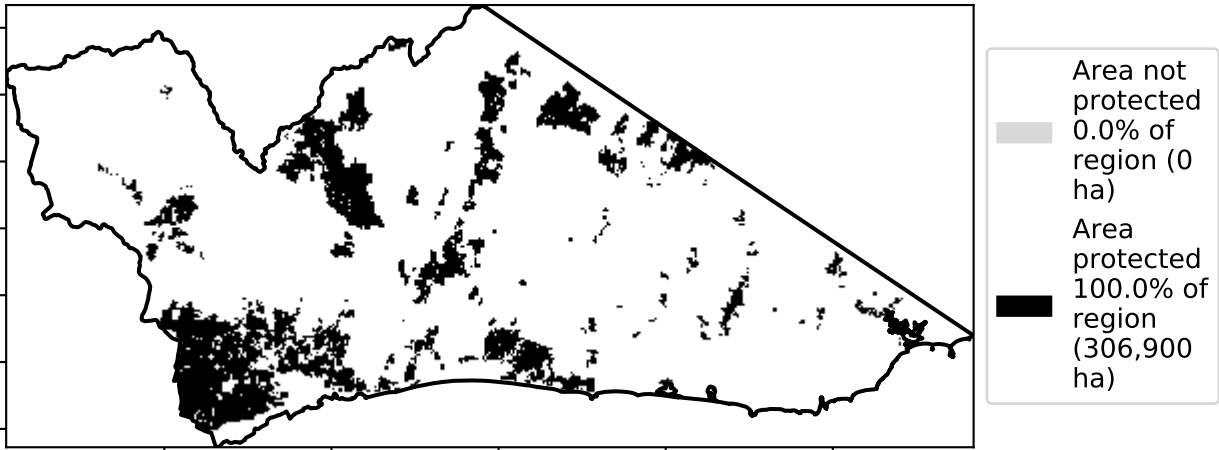 Area not
protected
0.0% of
region (0
ha)
Area
protected
100.0% of
region
(306,900
ha)